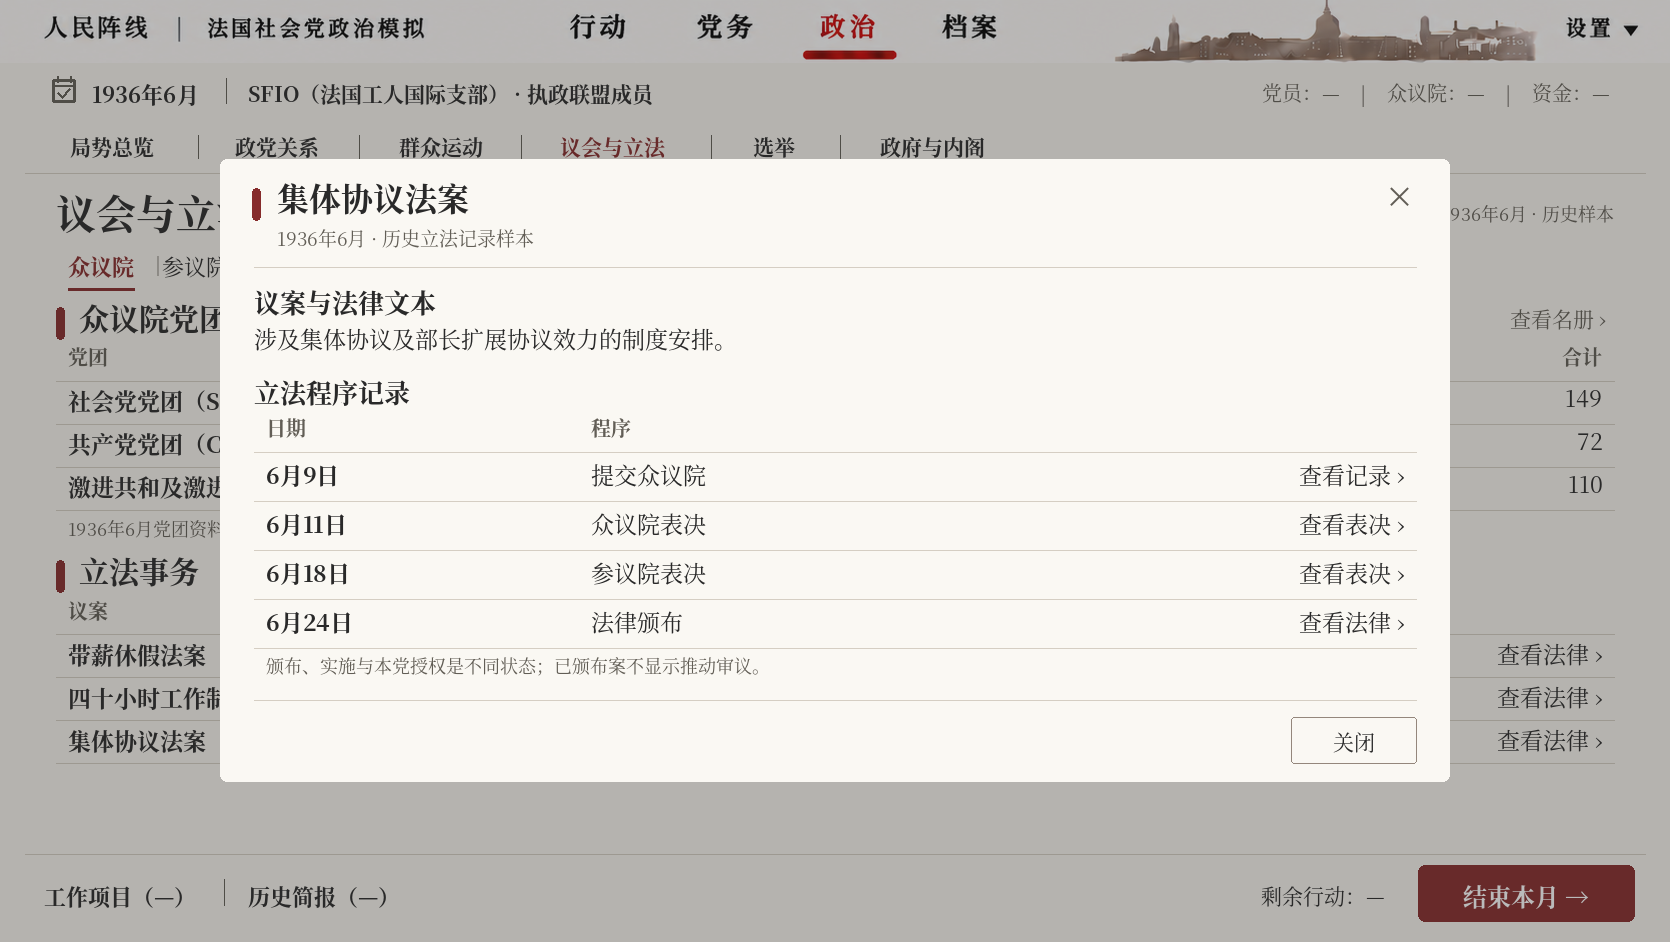 人民阵线 | 法国社会党政治模拟 行动 党务 政治 档案 设置 ▼
1936年6月 | SFIO（法国工人国际支部）· 执政联盟成员 党员：— | 众议院：— | 资金：—
局势总览 | 政党关系 | 群众运动 | 议会与立法 | 选举 | 政府与内阁
议会与立
936年6月 · 历史样本
众议院 | 参议院
众议院党团
查看名册 ›
党团 合计
社会党党团（S 149
共产党党团（C 72
激进共和及激进 110
1936年6月党团资料
立法事务
议案
带薪休假法案 查看法律 ›
四十小时工作制 查看法律 ›
集体协议法案 查看法律 ›
集体协议法案
1936年6月 · 历史立法记录样本
议案与法律文本
涉及集体协议及部长扩展协议效力的制度安排。
立法程序记录
日期 程序
6月9日 提交众议院 查看记录 ›
6月11日 众议院表决 查看表决 ›
6月18日 参议院表决 查看表决 ›
6月24日 法律颁布 查看法律 ›
颁布、实施与本党授权是不同状态；已颁布案不显示推动审议。
关闭
工作项目（—） | 历史简报（—） 剩余行动：— 结束本月 →